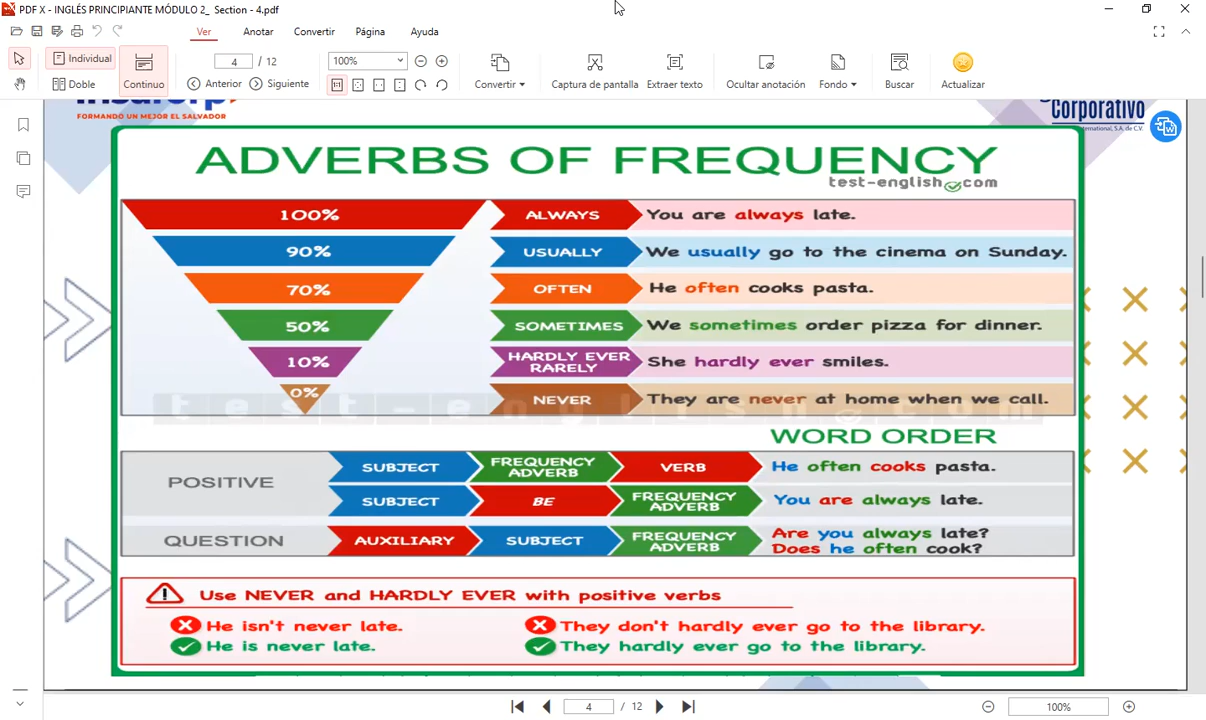 PDF X - INGLÉS PRINCIPIANTE MÓDULO 2_ Section - 4.pdf
Ver Anotar Convertir Página Ayuda
Individual
Doble
Continuo
4 / 12
Anterior Siguiente
100%
Convertir
Captura de pantalla
Extraer texto
Ocultar anotación
Fondo
Buscar
Actualizar
FORMANDO UN MEJOR EL SALVADOR
Corporativo
International, S.A. de C.V.
ADVERBS OF FREQUENCY
test-english.com
100% ALWAYS You are always late.
90% USUALLY We usually go to the cinema on Sunday.
70% OFTEN He often cooks pasta.
50% SOMETIMES We sometimes order pizza for dinner.
10% HARDLY EVER RARELY She hardly ever smiles.
0% NEVER They are never at home when we call.
test-english.com
WORD ORDER
POSITIVE
SUBJECT FREQUENCY ADVERB VERB He often cooks pasta.
SUBJECT BE FREQUENCY ADVERB You are always late.
QUESTION AUXILIARY SUBJECT FREQUENCY ADVERB
Are you always late?
Does he often cook?
Use NEVER and HARDLY EVER with positive verbs
He isn't never late. They don't hardly ever go to the library.
He is never late. They hardly ever go to the library.
4 / 12
100%